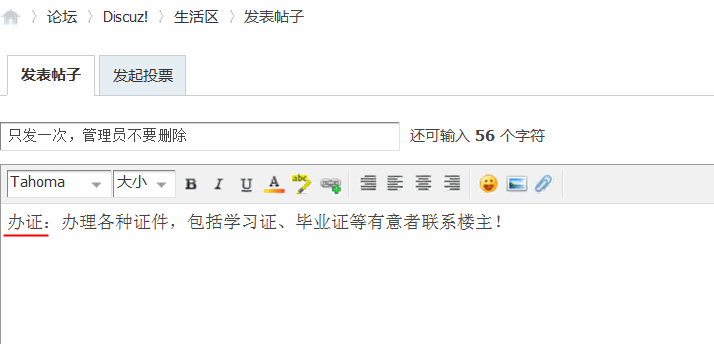 论坛 〉 Discuz! 〉 生活区 〉 发表帖子
发表帖子 发起投票
只发一次，管理员不要删除 还可输入 56 个字符
Tahoma 大小 B I U A abc
办证：办理各种证件，包括学习证、毕业证等有意者联系楼主！